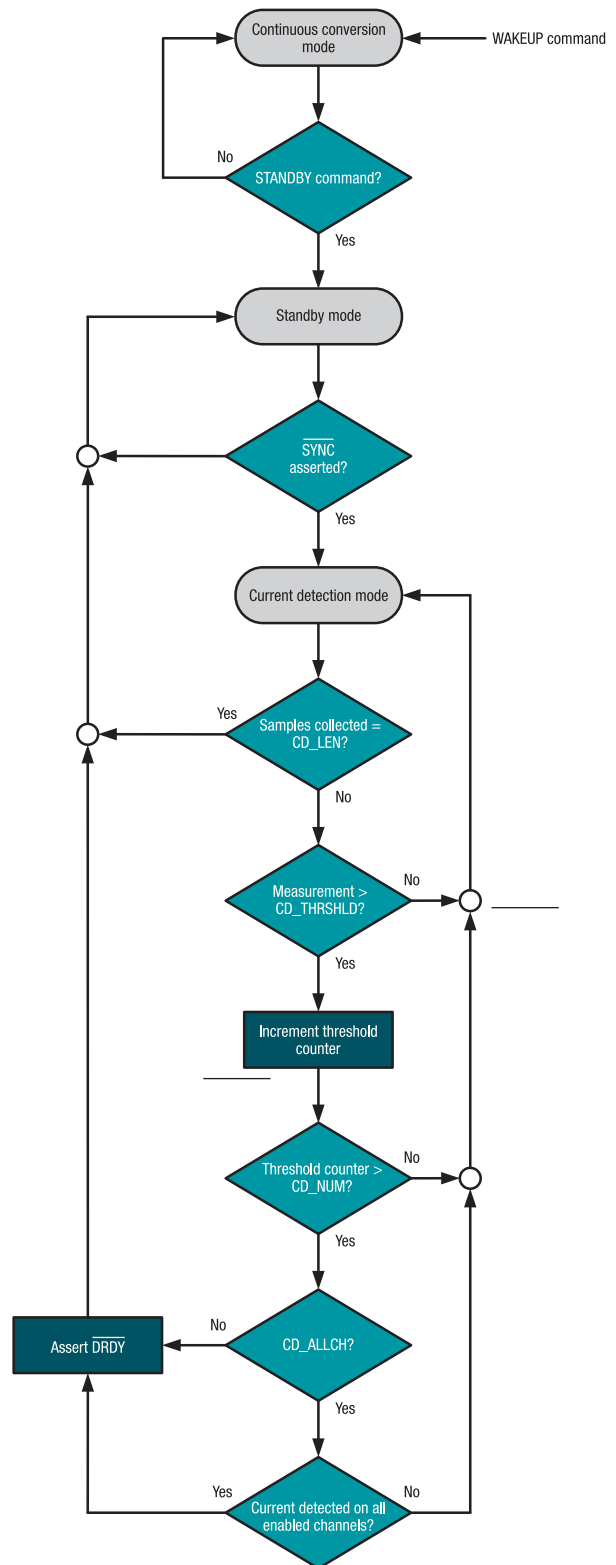 Continuous conversion
mode
WAKEUP command
No
STANDBY command?
Yes
Standby mode
SYNC
asserted?
Yes
Current detection mode
Yes
Samples collected =
CD_LEN?
No
Measurement >
CD_THRSHLD?
No
Yes
Increment threshold
counter
Threshold counter >
CD_NUM?
No
Yes
Assert DRDY
No
CD_ALLCH?
Yes
Yes
Current detected on all
enabled channels?
No